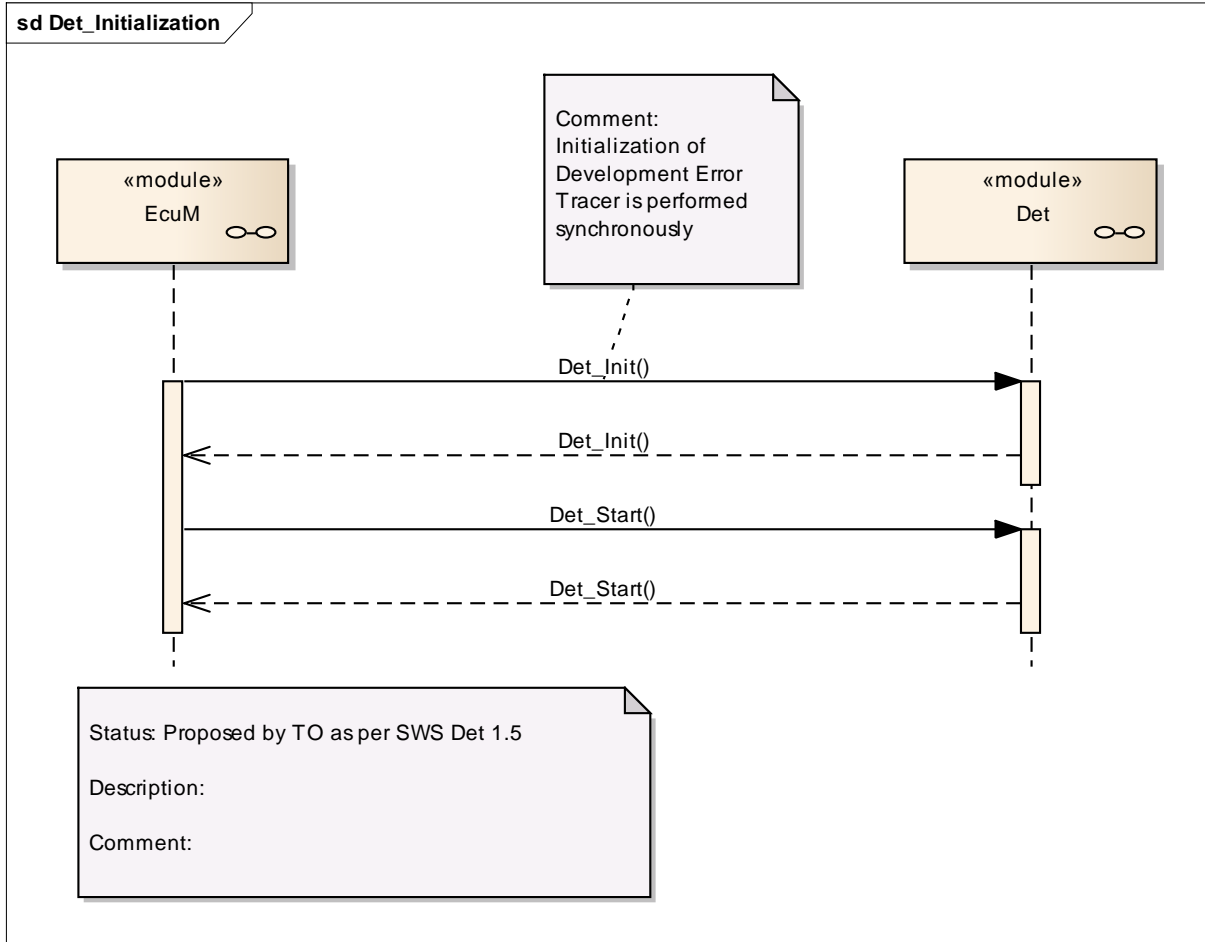 sd Det_Initialization
Comment:
Initialization of
Development Error
Tracer is performed
synchronously
«module»
EcuM
«module»
Det
Det_Init()
Det_Init()
Det_Start()
Det_Start()
Status: Proposed by TO as per SWS Det 1.5
Description:
Comment: